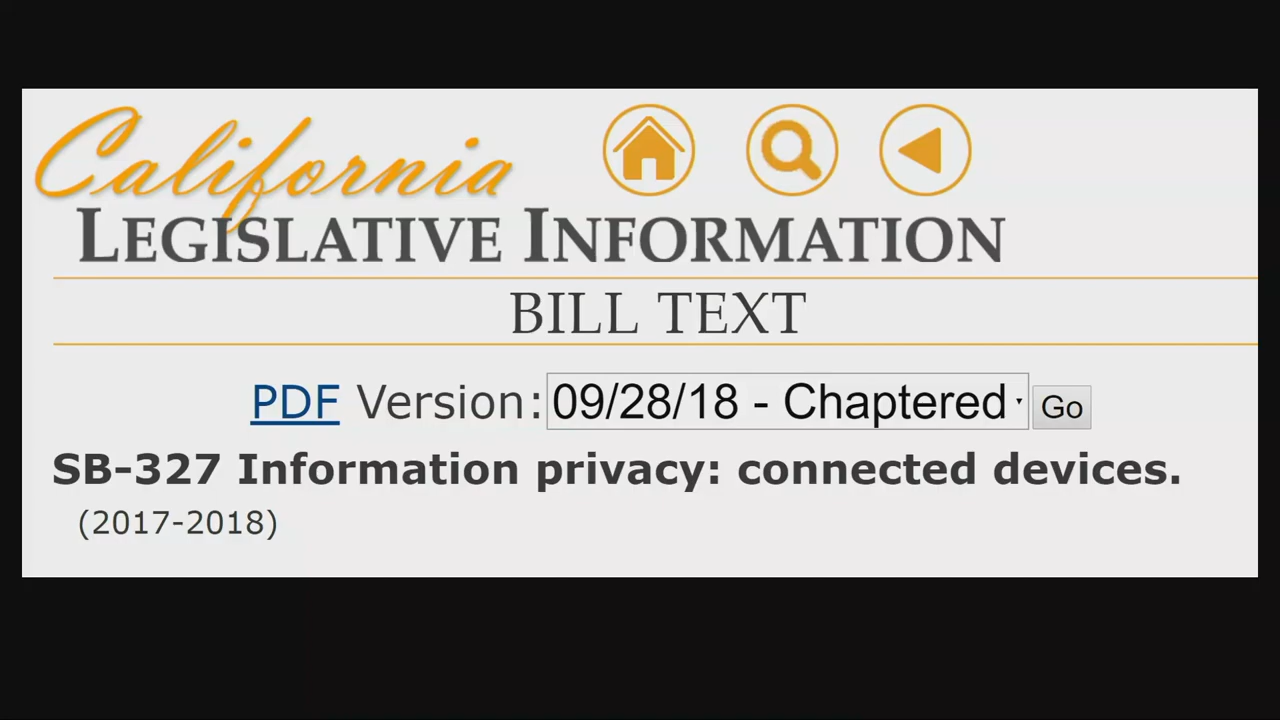 California
LEGISLATIVE INFORMATION
BILL TEXT
PDF Version: 09/28/18 - Chaptered Go
SB-327 Information privacy: connected devices.
(2017-2018)